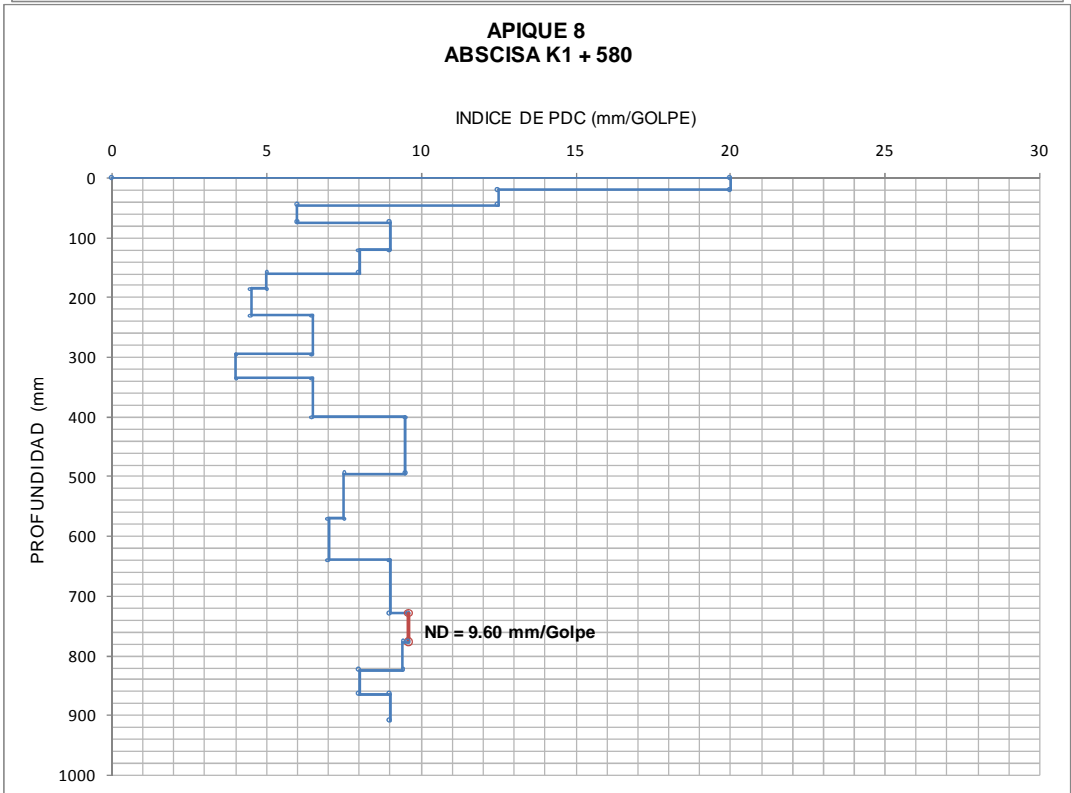 APIQUE 8
ABSCISA K1 + 580
INDICE DE PDC (mm/GOLPE)
0 5 10 15 20 25 30
0
100
200
300
400
500
600
700
800
900
1000
PROFUNDIDAD (mm
ND = 9.60 mm/Golpe